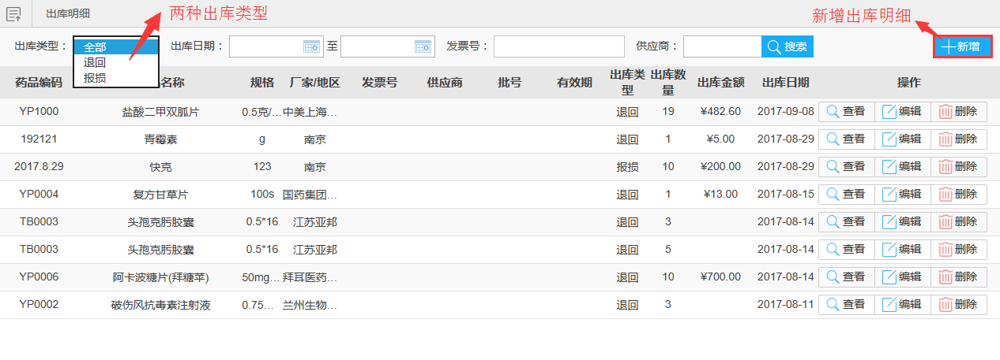 出库明细
两种出库类型
新增出库明细
出库类型： 全部 出库日期： 至 发票号： 供应商： 搜索 新增
退回
报损
药品编码 名称 规格 厂家/地区 发票号 供应商 批号 有效期 出库类型 出库数量 出库金额 出库日期 操作
YP1000 盐酸二甲双胍片 0.5克/... 中美上海... 退回 19 ¥482.60 2017-09-08 查看 编辑 删除
192121 青霉素 g 南京 退回 1 ¥5.00 2017-08-29 查看 编辑 删除
2017.8.29 快克 123 南京 报损 10 ¥200.00 2017-08-29 查看 编辑 删除
YP0004 复方甘草片 100s 国药集团... 退回 1 ¥13.00 2017-08-15 查看 编辑 删除
TB0003 头孢克肟胶囊 0.5*16 江苏亚邦 退回 3 2017-08-14 查看 编辑 删除
TB0003 头孢克肟胶囊 0.5*16 江苏亚邦 退回 5 2017-08-14 查看 编辑 删除
YP0006 阿卡波糖片(拜糖苹) 50mg... 拜耳医药... 退回 10 ¥700.00 2017-08-14 查看 编辑 删除
YP0002 破伤风抗毒素注射液 0.75... 兰州生物... 退回 3 2017-08-11 查看 编辑 删除